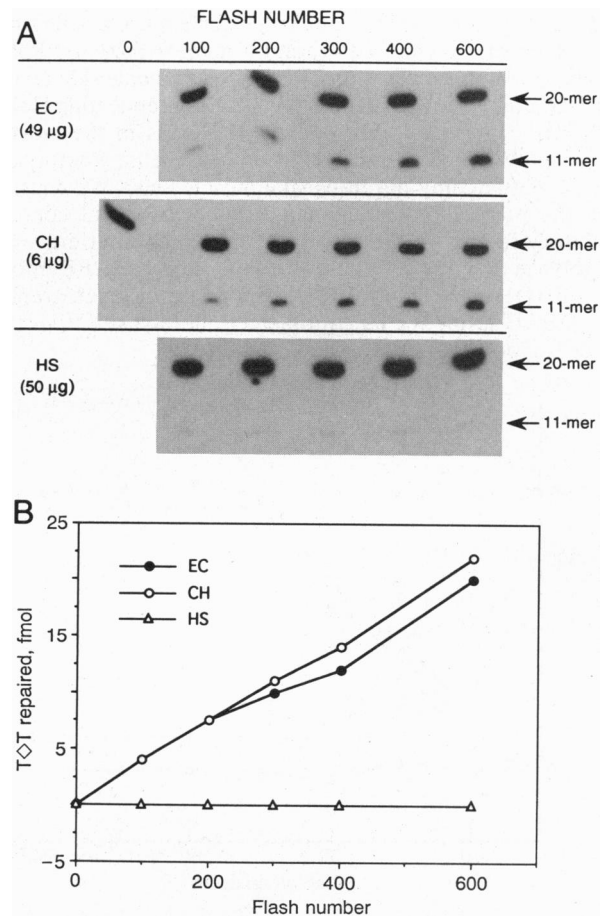 FLASH NUMBER
A
0 100 200 300 400 600
EC
(49 µg)
20-mer
11-mer
CH
(6 µg)
20-mer
11-mer
HS
(50 µg)
20-mer
11-mer
B
25
15
5
−5
T◇T repaired, fmol
EC
CH
HS
0 200 400 600
Flash number